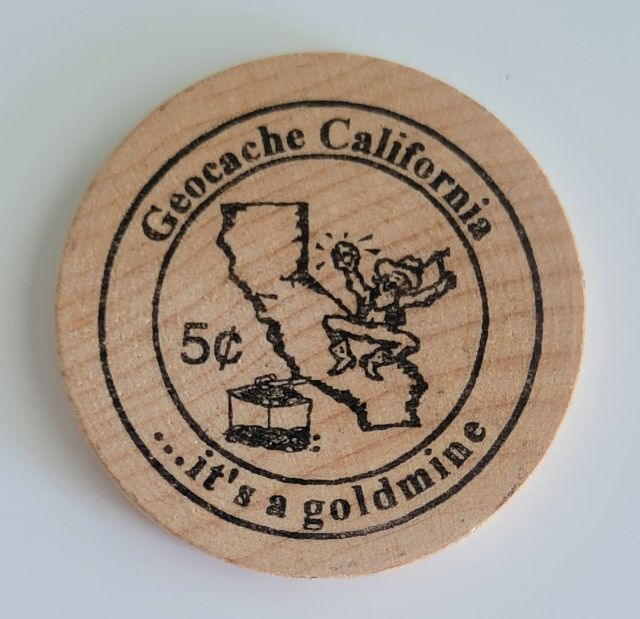 Geocache California
5¢
...it's a goldmine